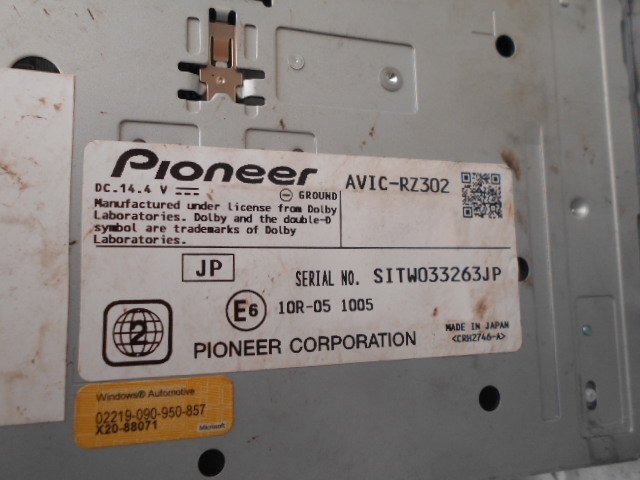 Pioneer
AVIC-RZ302
DC.14.4 V
GROUND
Manufactured under license from Dolby
Laboratories. Dolby and the double-D
symbol are trademarks of Dolby
Laboratories.
JP
SERIAL NO. SITW033263JP
2
E6 10R-05 1005
MADE IN JAPAN
<CRH2746-A>
PIONEER CORPORATION
Windows® Automotive
02219-090-950-857
X20-88071
Microsoft